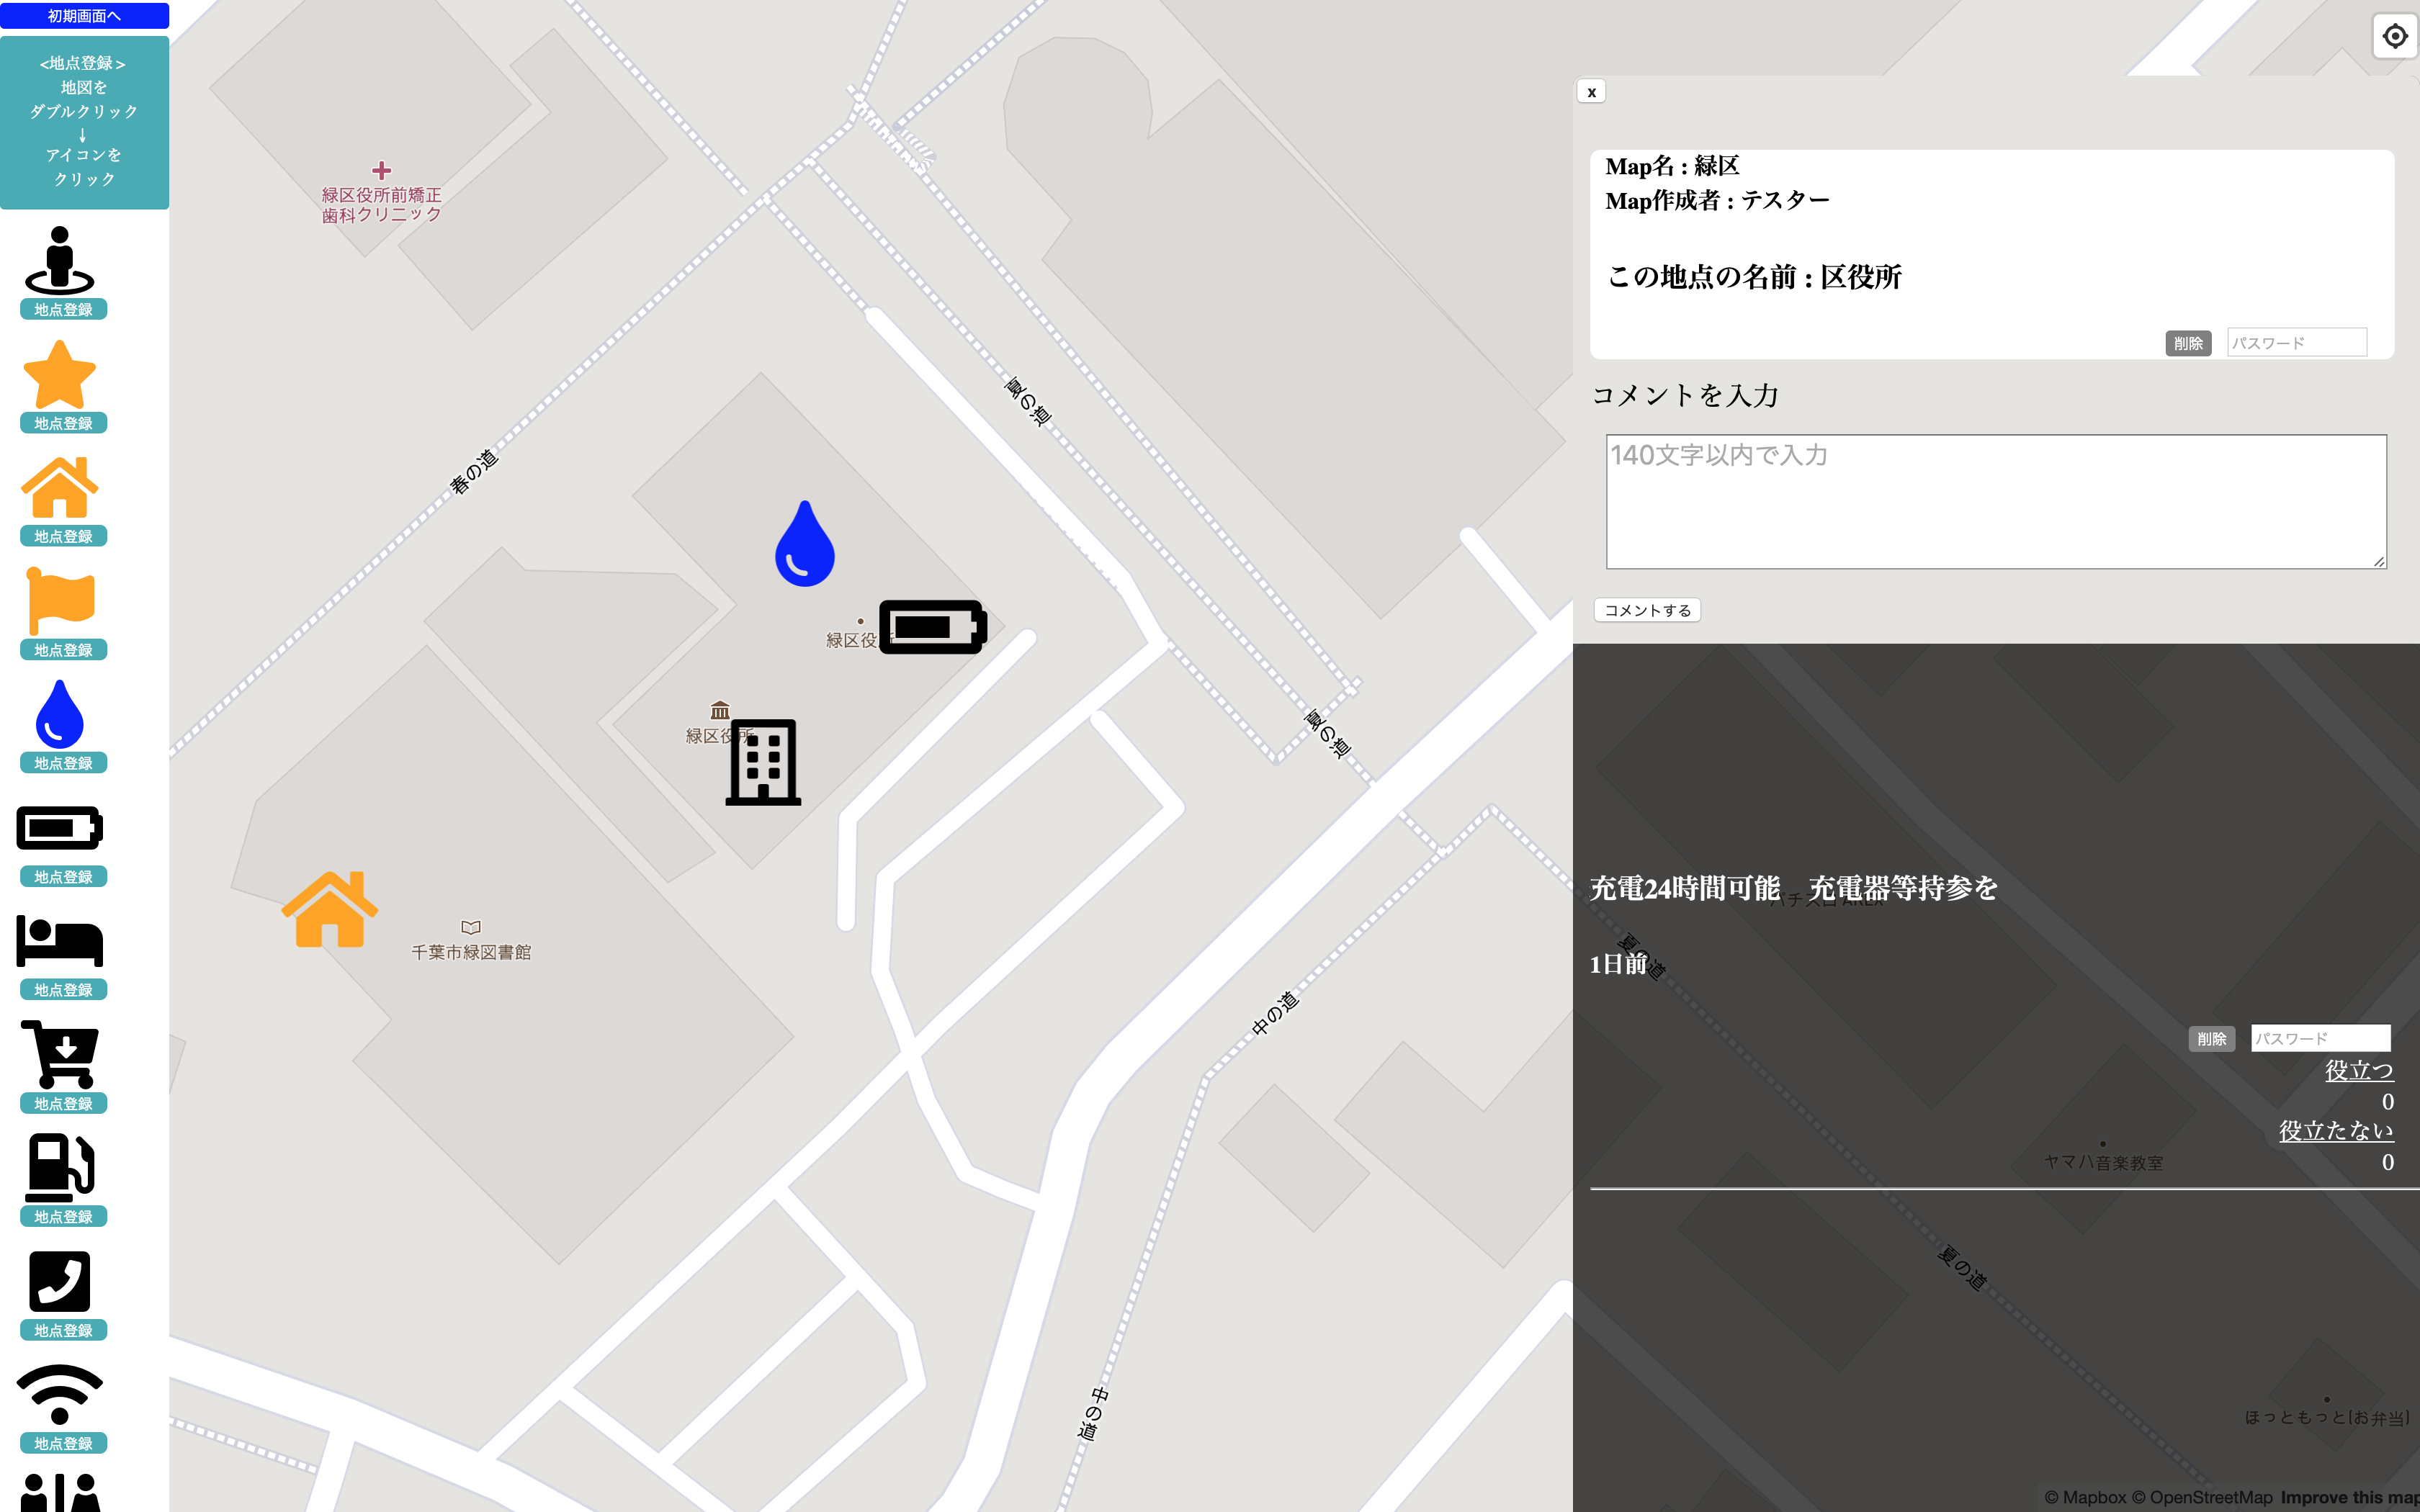 初期画面へ
<地点登録>
地図を
ダブルクリック
↓
アイコンを
クリック
地点登録
地点登録
地点登録
地点登録
地点登録
地点登録
地点登録
地点登録
地点登録
地点登録
地点登録
緑区役所前矯正
歯科クリニック
春の道
夏の道
緑区役所
緑区役所
夏の道
千葉市緑図書館
中の道
中の道
x
Map名 : 緑区
Map作成者 : テスター
この地点の名前 : 区役所
削除
パスワード
コメントを入力
140文字以内で入力
コメントする
充電24時間可能　充電器等持参を
夏の道
1日前
削除
パスワード
役立つ
0
役立たない
0
ヤマハ音楽教室
夏の道
ほっともっと(お弁当)
© Mapbox © OpenStreetMap Improve this map